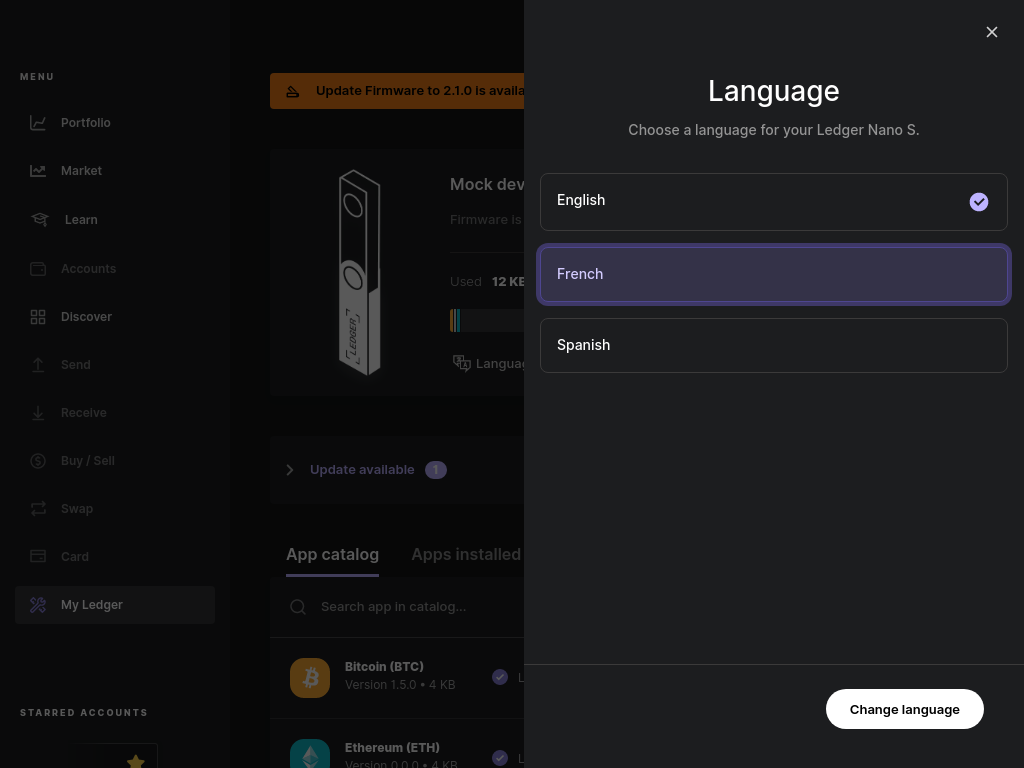 MENU
Portfolio
Market
Learn
Accounts
Discover
Send
Receive
Buy / Sell
Swap
Card
My Ledger
STARRED ACCOUNTS
Update Firmware to 2.1.0 is availa
LEDGER
Mock dev
Firmware is
Used 12 KB
Languag
Update available 1
App catalog Apps installed
Search app in catalog...
Bitcoin (BTC)
Version 1.5.0 • 4 KB
Ethereum (ETH)
Version 0.0.0 • 4 KB
Language
Choose a language for your Ledger Nano S.
English
French
Spanish
Change language